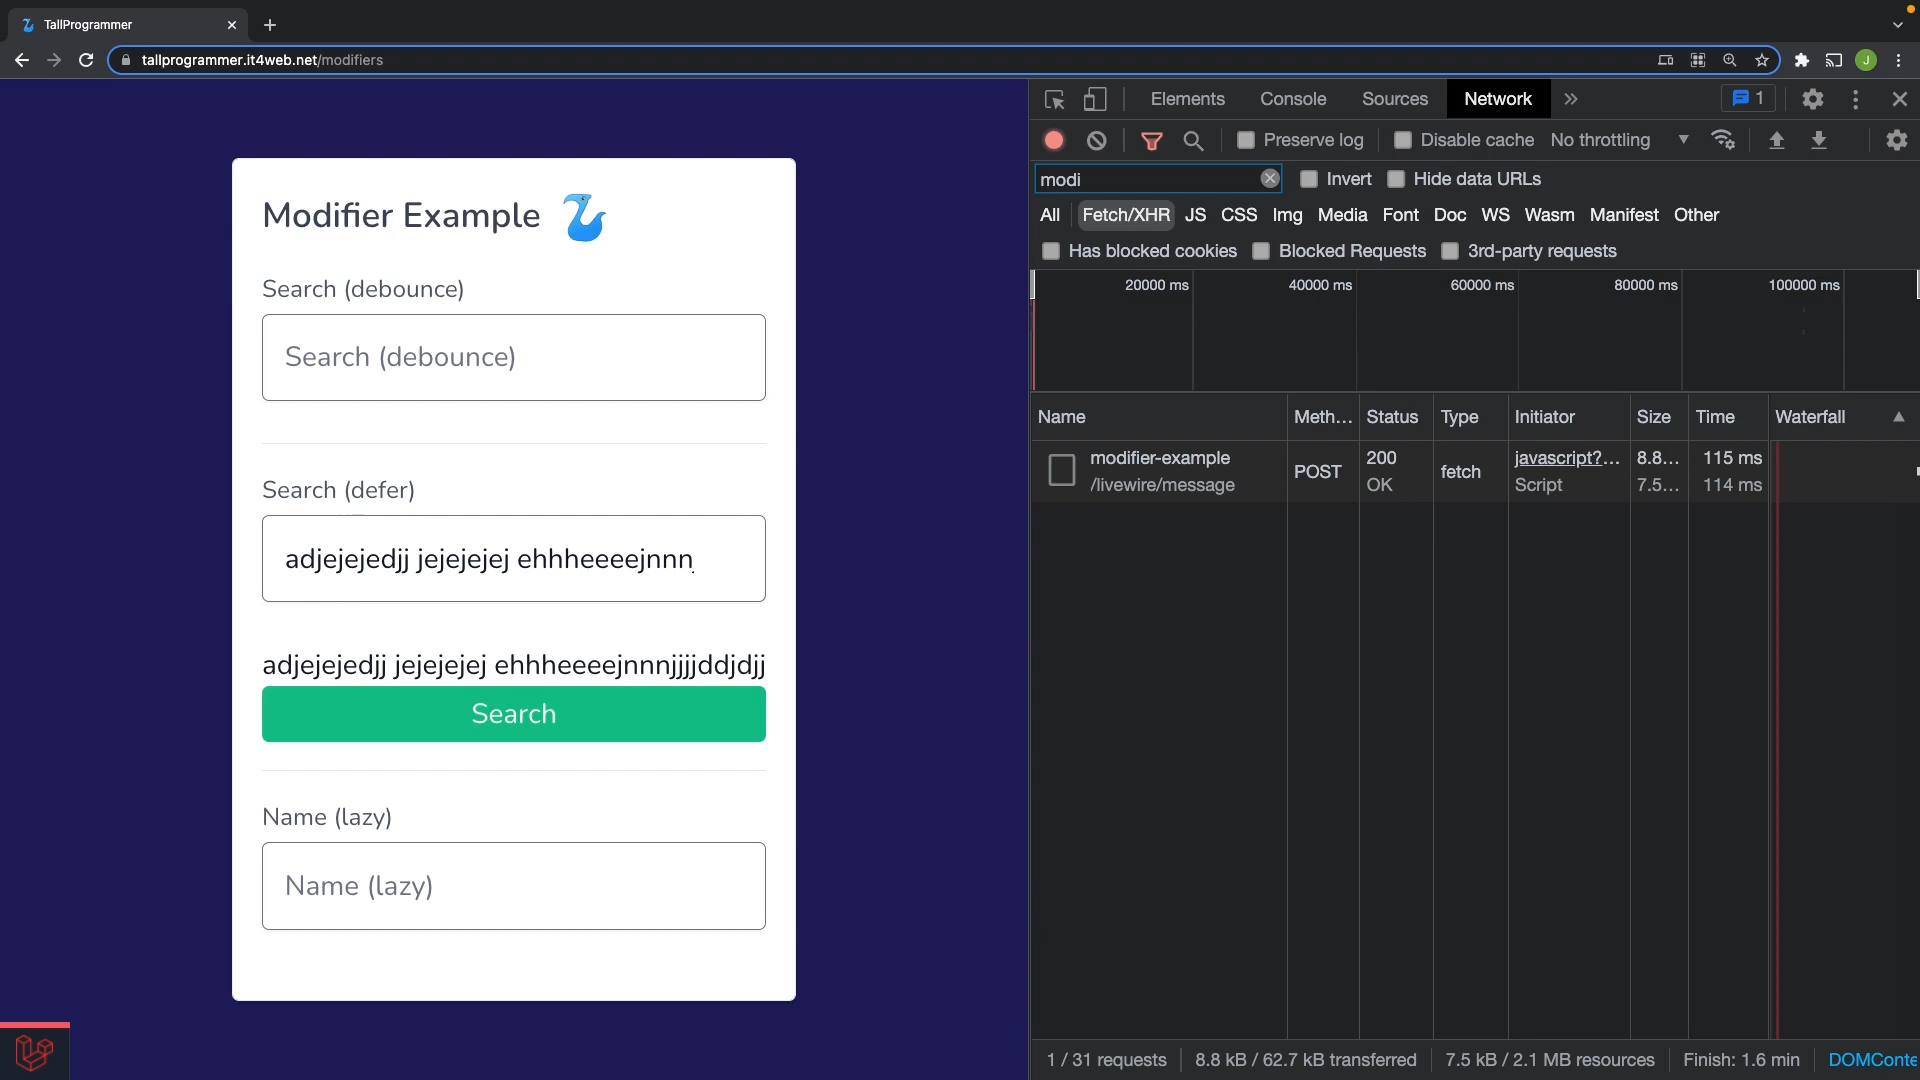 TallProgrammer
tallprogrammer.it4web.net/modifiers
J
Modifier Example
Search (debounce)
Search (debounce)
Search (defer)
adjejejedjj jejejejej ehhheeeejnnn
adjejejedjj jejejejej ehhheeeejnnnjjjjddjdjj
Search
Name (lazy)
Name (lazy)
Elements Console Sources Network » 1
Preserve log Disable cache No throttling
modi Invert Hide data URLs
All Fetch/XHR JS CSS Img Media Font Doc WS Wasm Manifest Other
Has blocked cookies Blocked Requests 3rd-party requests
20000 ms 40000 ms 60000 ms 80000 ms 100000 ms
Name Meth... Status Type Initiator Size Time Waterfall
modifier-example POST 200 fetch javascript?... 8.8... 115 ms
/livewire/message OK Script 7.5... 114 ms
1 / 31 requests 8.8 kB / 62.7 kB transferred 7.5 kB / 2.1 MB resources Finish: 1.6 min DOMConte